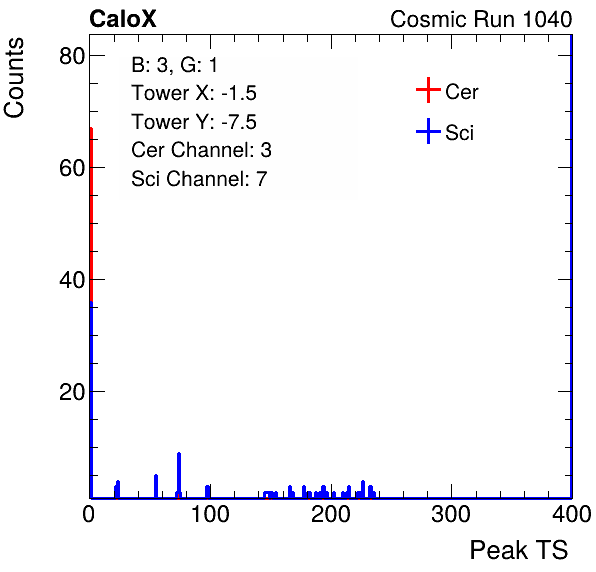 CaloX Cosmic Run 1040
Counts
B: 3, G: 1
Tower X: -1.5
Tower Y: -7.5
Cer Channel: 3
Sci Channel: 7
Cer
Sci
80
60
40
20
0 100 200 300 400
Peak TS